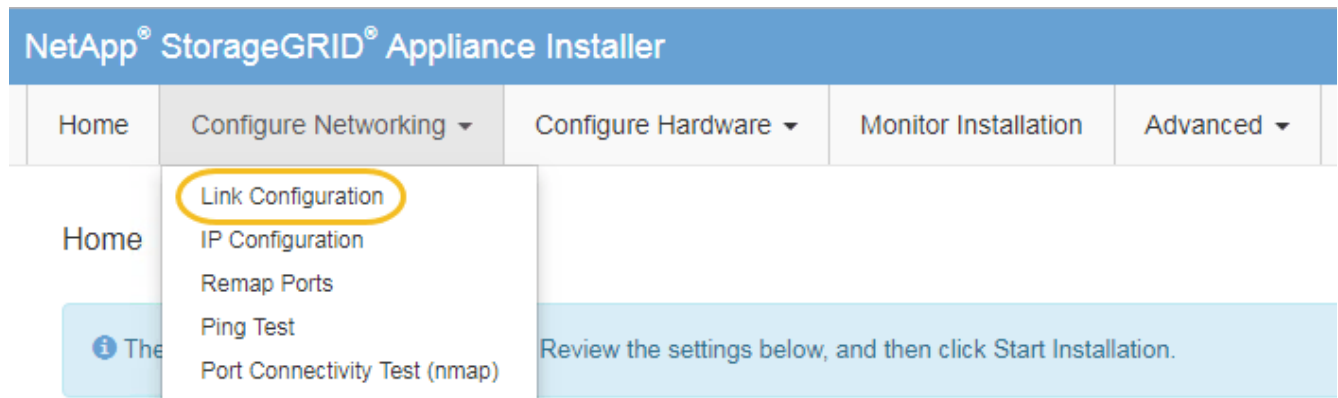 NetApp® StorageGRID® Appliance Installer
Home Configure Networking Configure Hardware Monitor Installation Advanced
Link Configuration
Home
IP Configuration
Remap Ports
Ping Test
The Review the settings below, and then click Start Installation.
Port Connectivity Test (nmap)